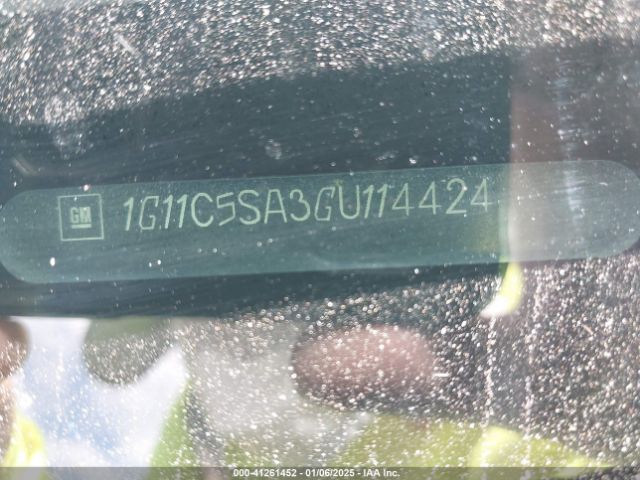 GM
1G11C5SA3GU114424
000-41261452 - 01/06/2025 - IAA Inc.